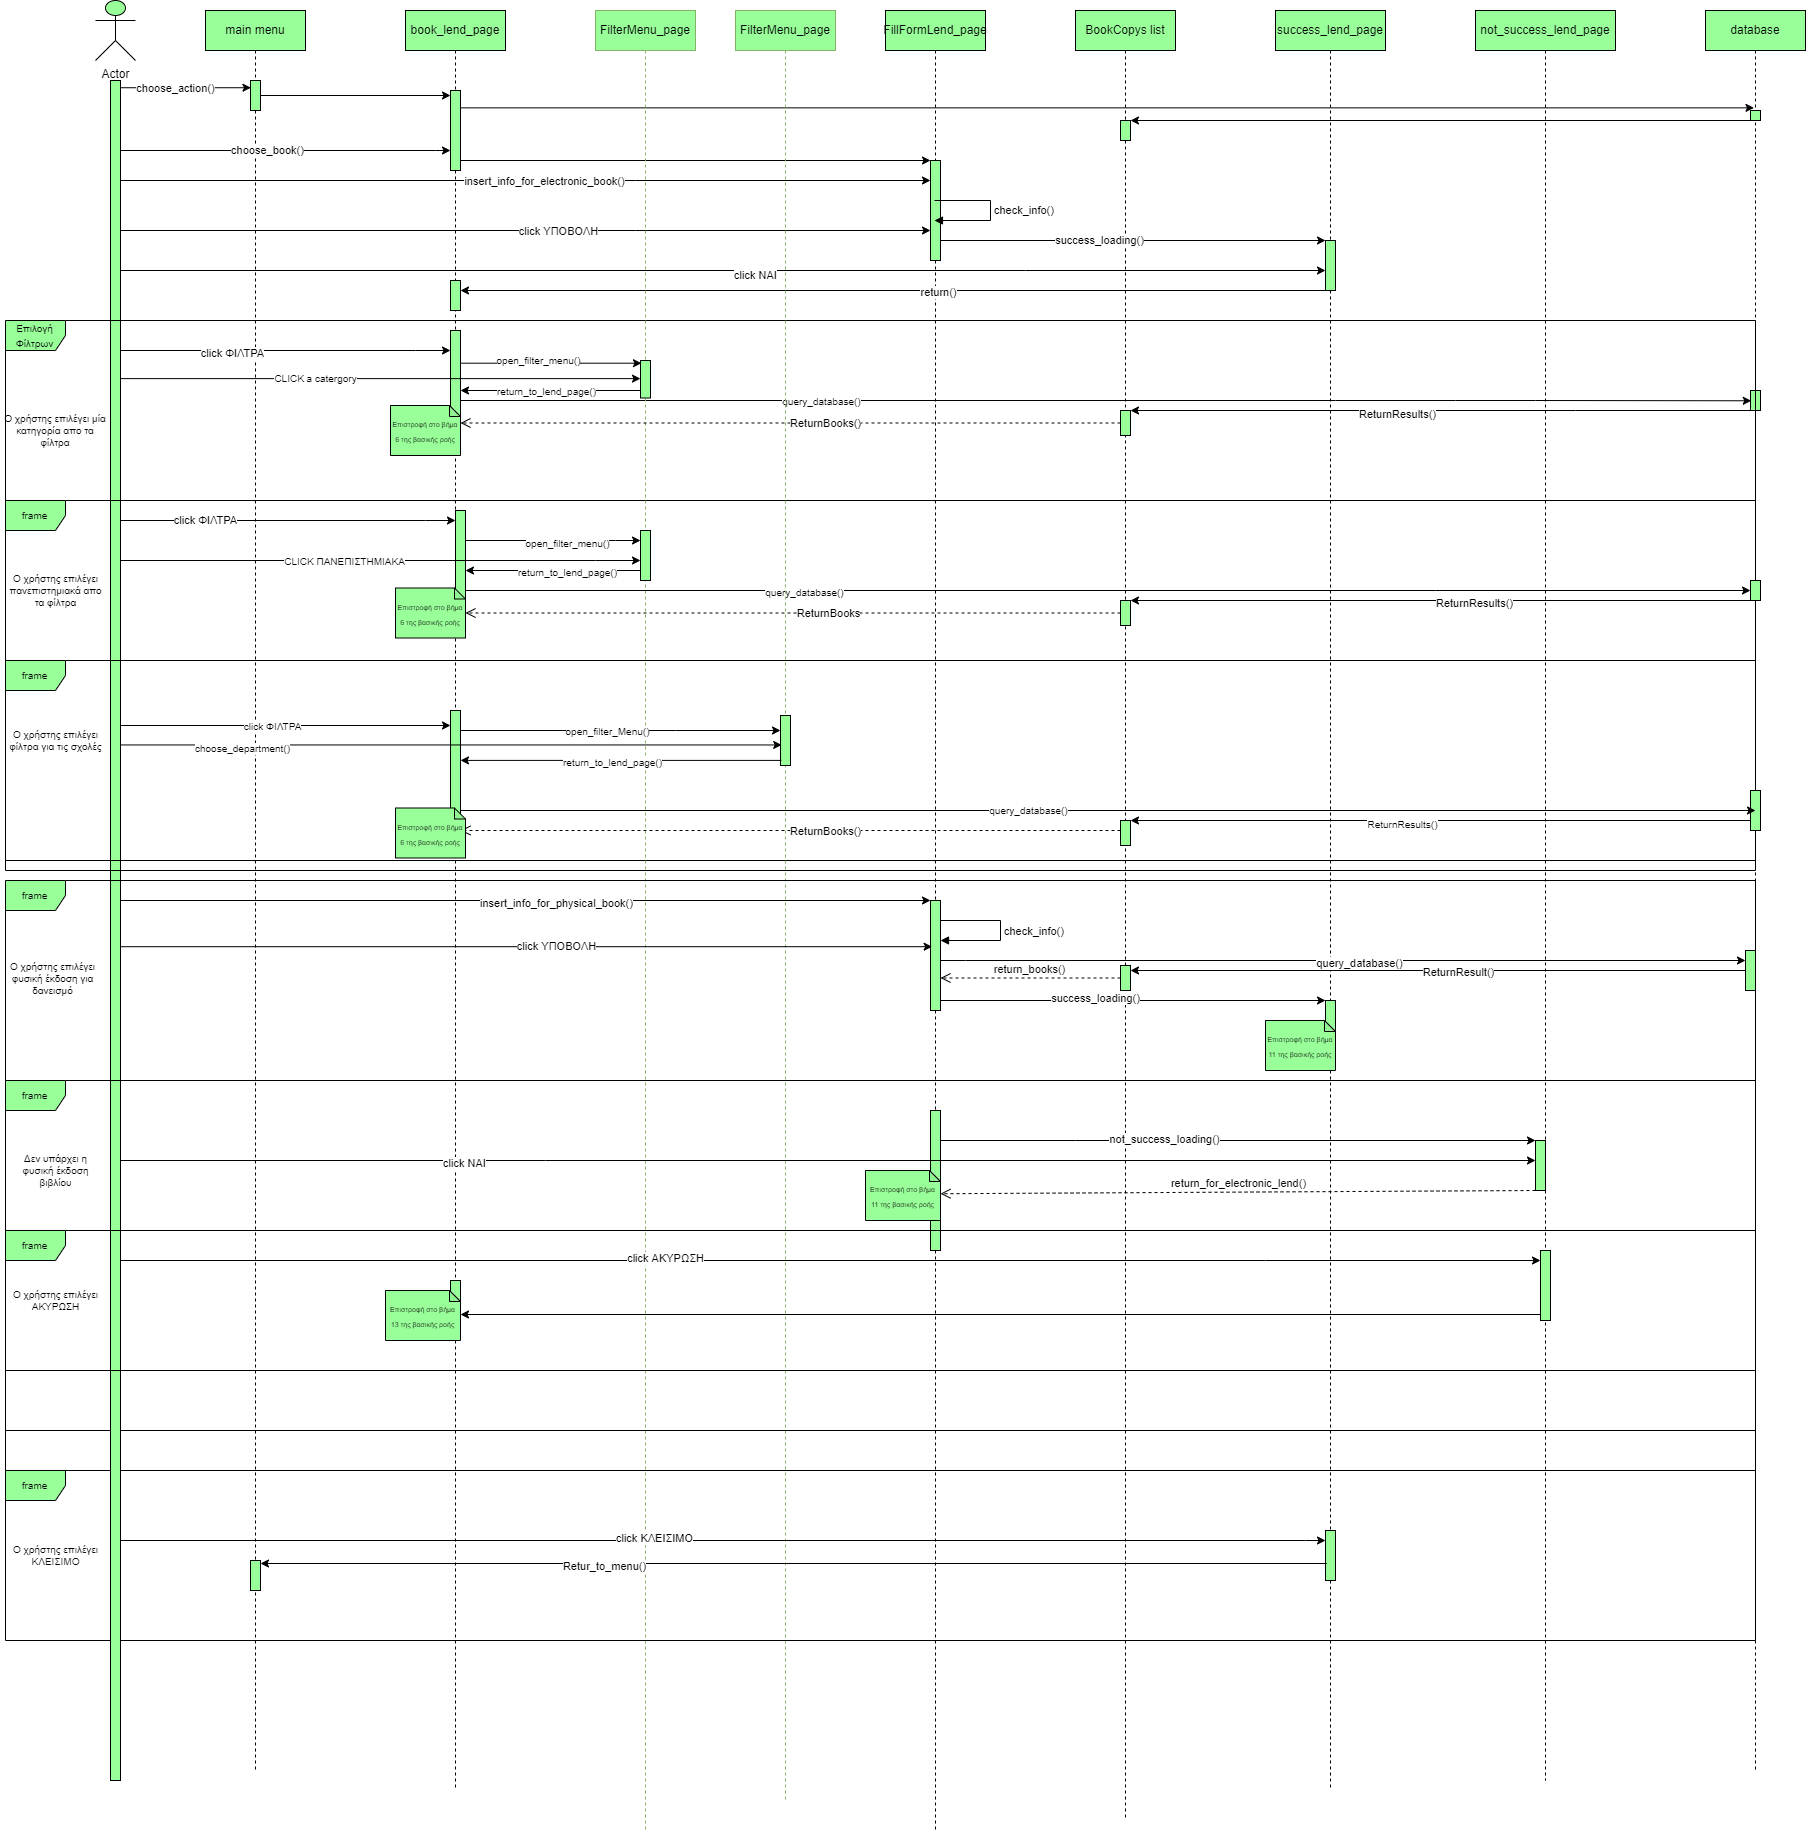 Actor
main menu
book_lend_page
FilterMenu_page
FilterMenu_page
FillFormLend_page
BookCopys list
success_lend_page
not_success_lend_page
database
choose_action()
choose_book()
insert_info_for_electronic_book()
check_info()
click ΥΠΟΒΟΛΗ
success_loading()
click ΝΑΙ
return()
Επιλογή
Φίλτρων
click ΦΙΛΤΡΑ
open_filter_menu()
CLICK a catergory
return_to_lend_page()
query_database()
ReturnResults()
Ο χρήστης επιλέγει μία
κατηγορία απο τα
φίλτρα
ReturnBooks()
Επιστροφή στο βήμα
6 της βασικής ροής
frame
click ΦΙΛΤΡΑ
open_filter_menu()
CLICK ΠΑΝΕΠΙΣΤΗΜΙΑΚΑ
return_to_lend_page()
Ο χρήστης επιλέγει
πανεπιστημιακά απο
τα φίλτρα
query_database()
ReturnResults()
ReturnBooks
Επιστροφή στο βήμα
6 της βασικής ροής
frame
click ΦΙΛΤΡΑ
open_filter_Menu()
Ο χρήστης επιλέγει
φίλτρα για τις σχολές
choose_department()
return_to_lend_page()
query_database()
ReturnResults()
ReturnBooks()
Επιστροφή στο βήμα
6 της βασικής ροής
frame
insert_info_for_physical_book()
check_info()
click ΥΠΟΒΟΛΗ
query_database()
return_books()
ReturnResult()
Ο χρήστης επιλέγει
φυσική έκδοση για
δανεισμό
success_loading()
Επιστροφή στο βήμα
11 της βασικής ροής
frame
not_success_loading()
click ΝΑΙ
Δεν υπάρχει η
φυσική έκδοση
βιβλίου
return_for_electronic_lend()
Επιστροφή στο βήμα
11 της βασικής ροής
frame
click ΑΚΥΡΩΣΗ
Ο χρήστης επιλέγει
ΑΚΥΡΩΣΗ
Επιστροφή στο βήμα
13 της βασικής ροής
frame
click ΚΛΕΙΣΙΜΟ
Ο χρήστης επιλέγει
ΚΛΕΙΣΙΜΟ
Retur_to_menu()